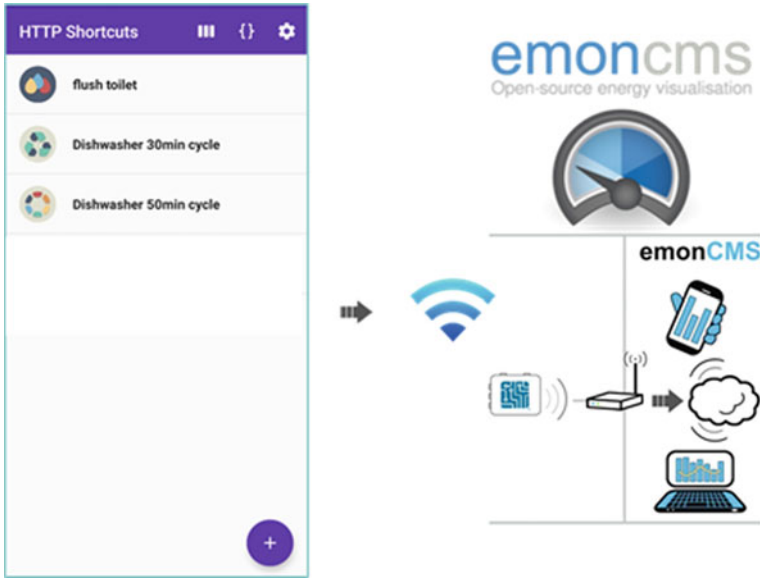 HTTP Shortcuts
flush toilet
Dishwasher 30min cycle
Dishwasher 50min cycle
emoncms
Open-source energy visualisation
emonCMS